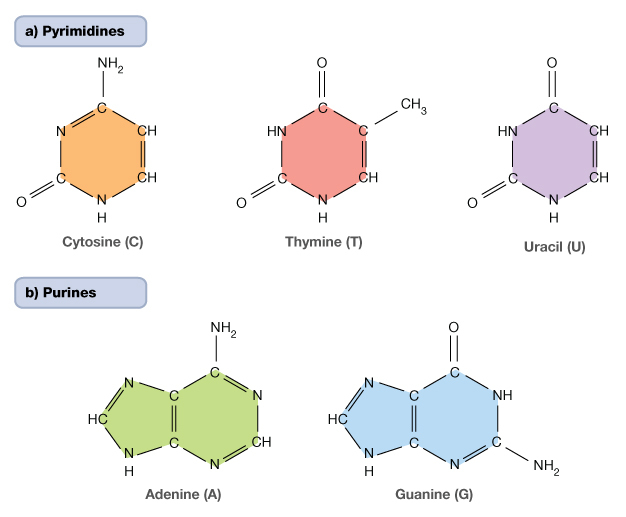 a) Pyrimidines
NH2 O O
C C CH3 C
N CH HN C HN CH
C CH C CH C CH
O N O N O N
H H H
Cytosine (C) Thymine (T) Uracil (U)
b) Purines
NH2 O
N C N C
C N C NH
HC HC
C CH C C
N N N N NH2
H H
Adenine (A) Guanine (G)